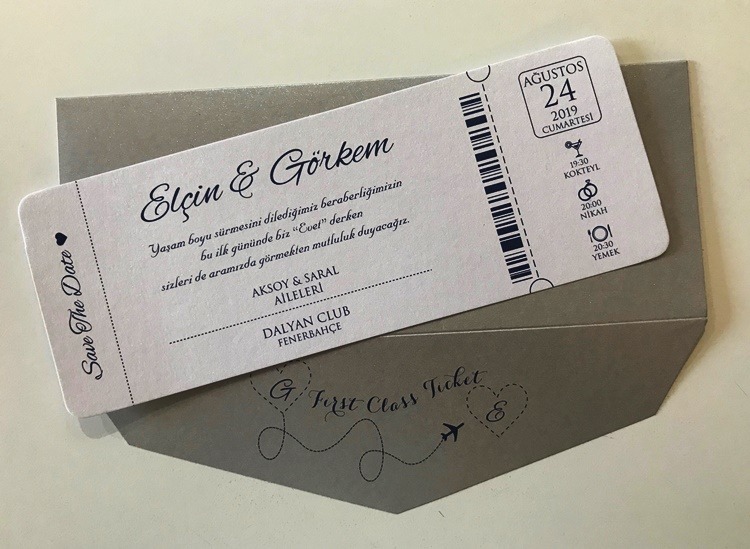 Save The Date
Elçin & Görkem
Yaşam boyu sürmesini dilediğimiz beraberliğimizin
bu ilk gününde biz “Evet” derken
sizleri de aramızda görmekten mutluluk duyacağız.
AKSOY & SARAL
AİLELERİ
DALYAN CLUB
FENERBAHÇE
AĞUSTOS
24
2019
CUMARTESİ
19:30
KOKTEYL
20:00
NİKAH
20:30
YEMEK
G First Class Ticket E